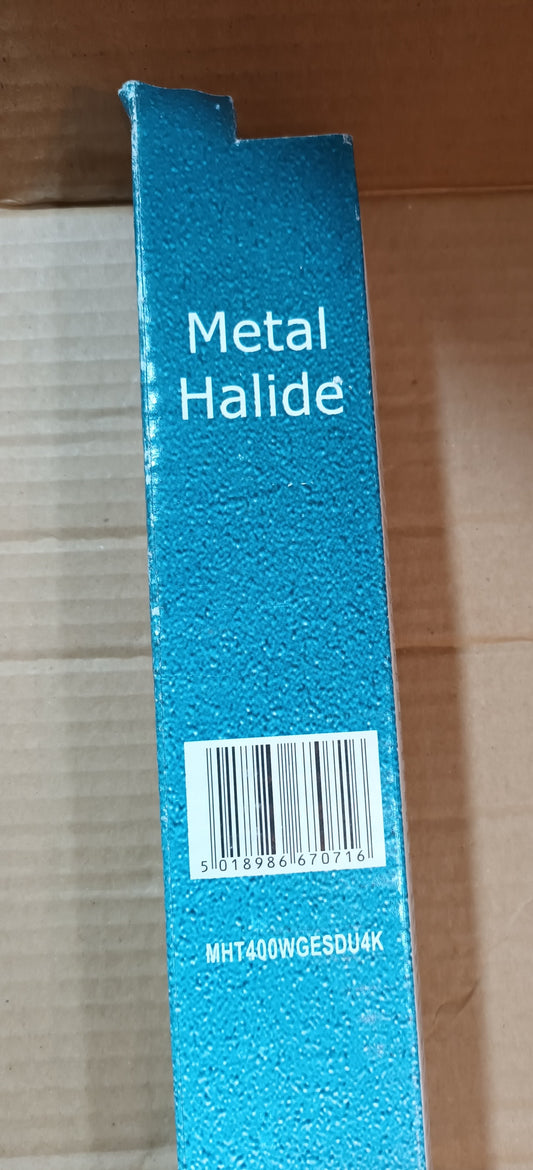 Metal
Halide
5 018986 670716
MHT400WGESDU4K